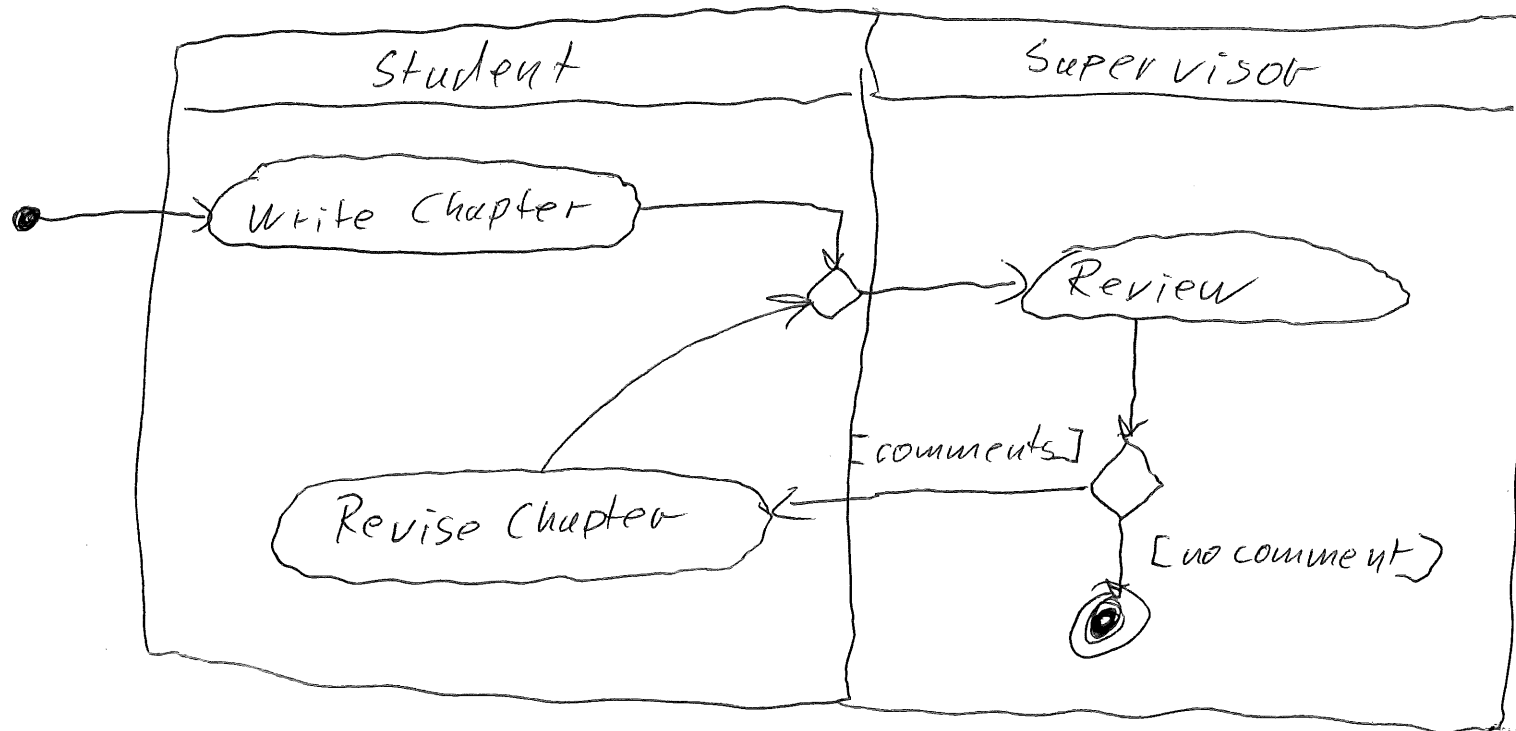 Student
Supervisor
Write Chapter
Review
[comments]
Revise Chapter
[no comment]